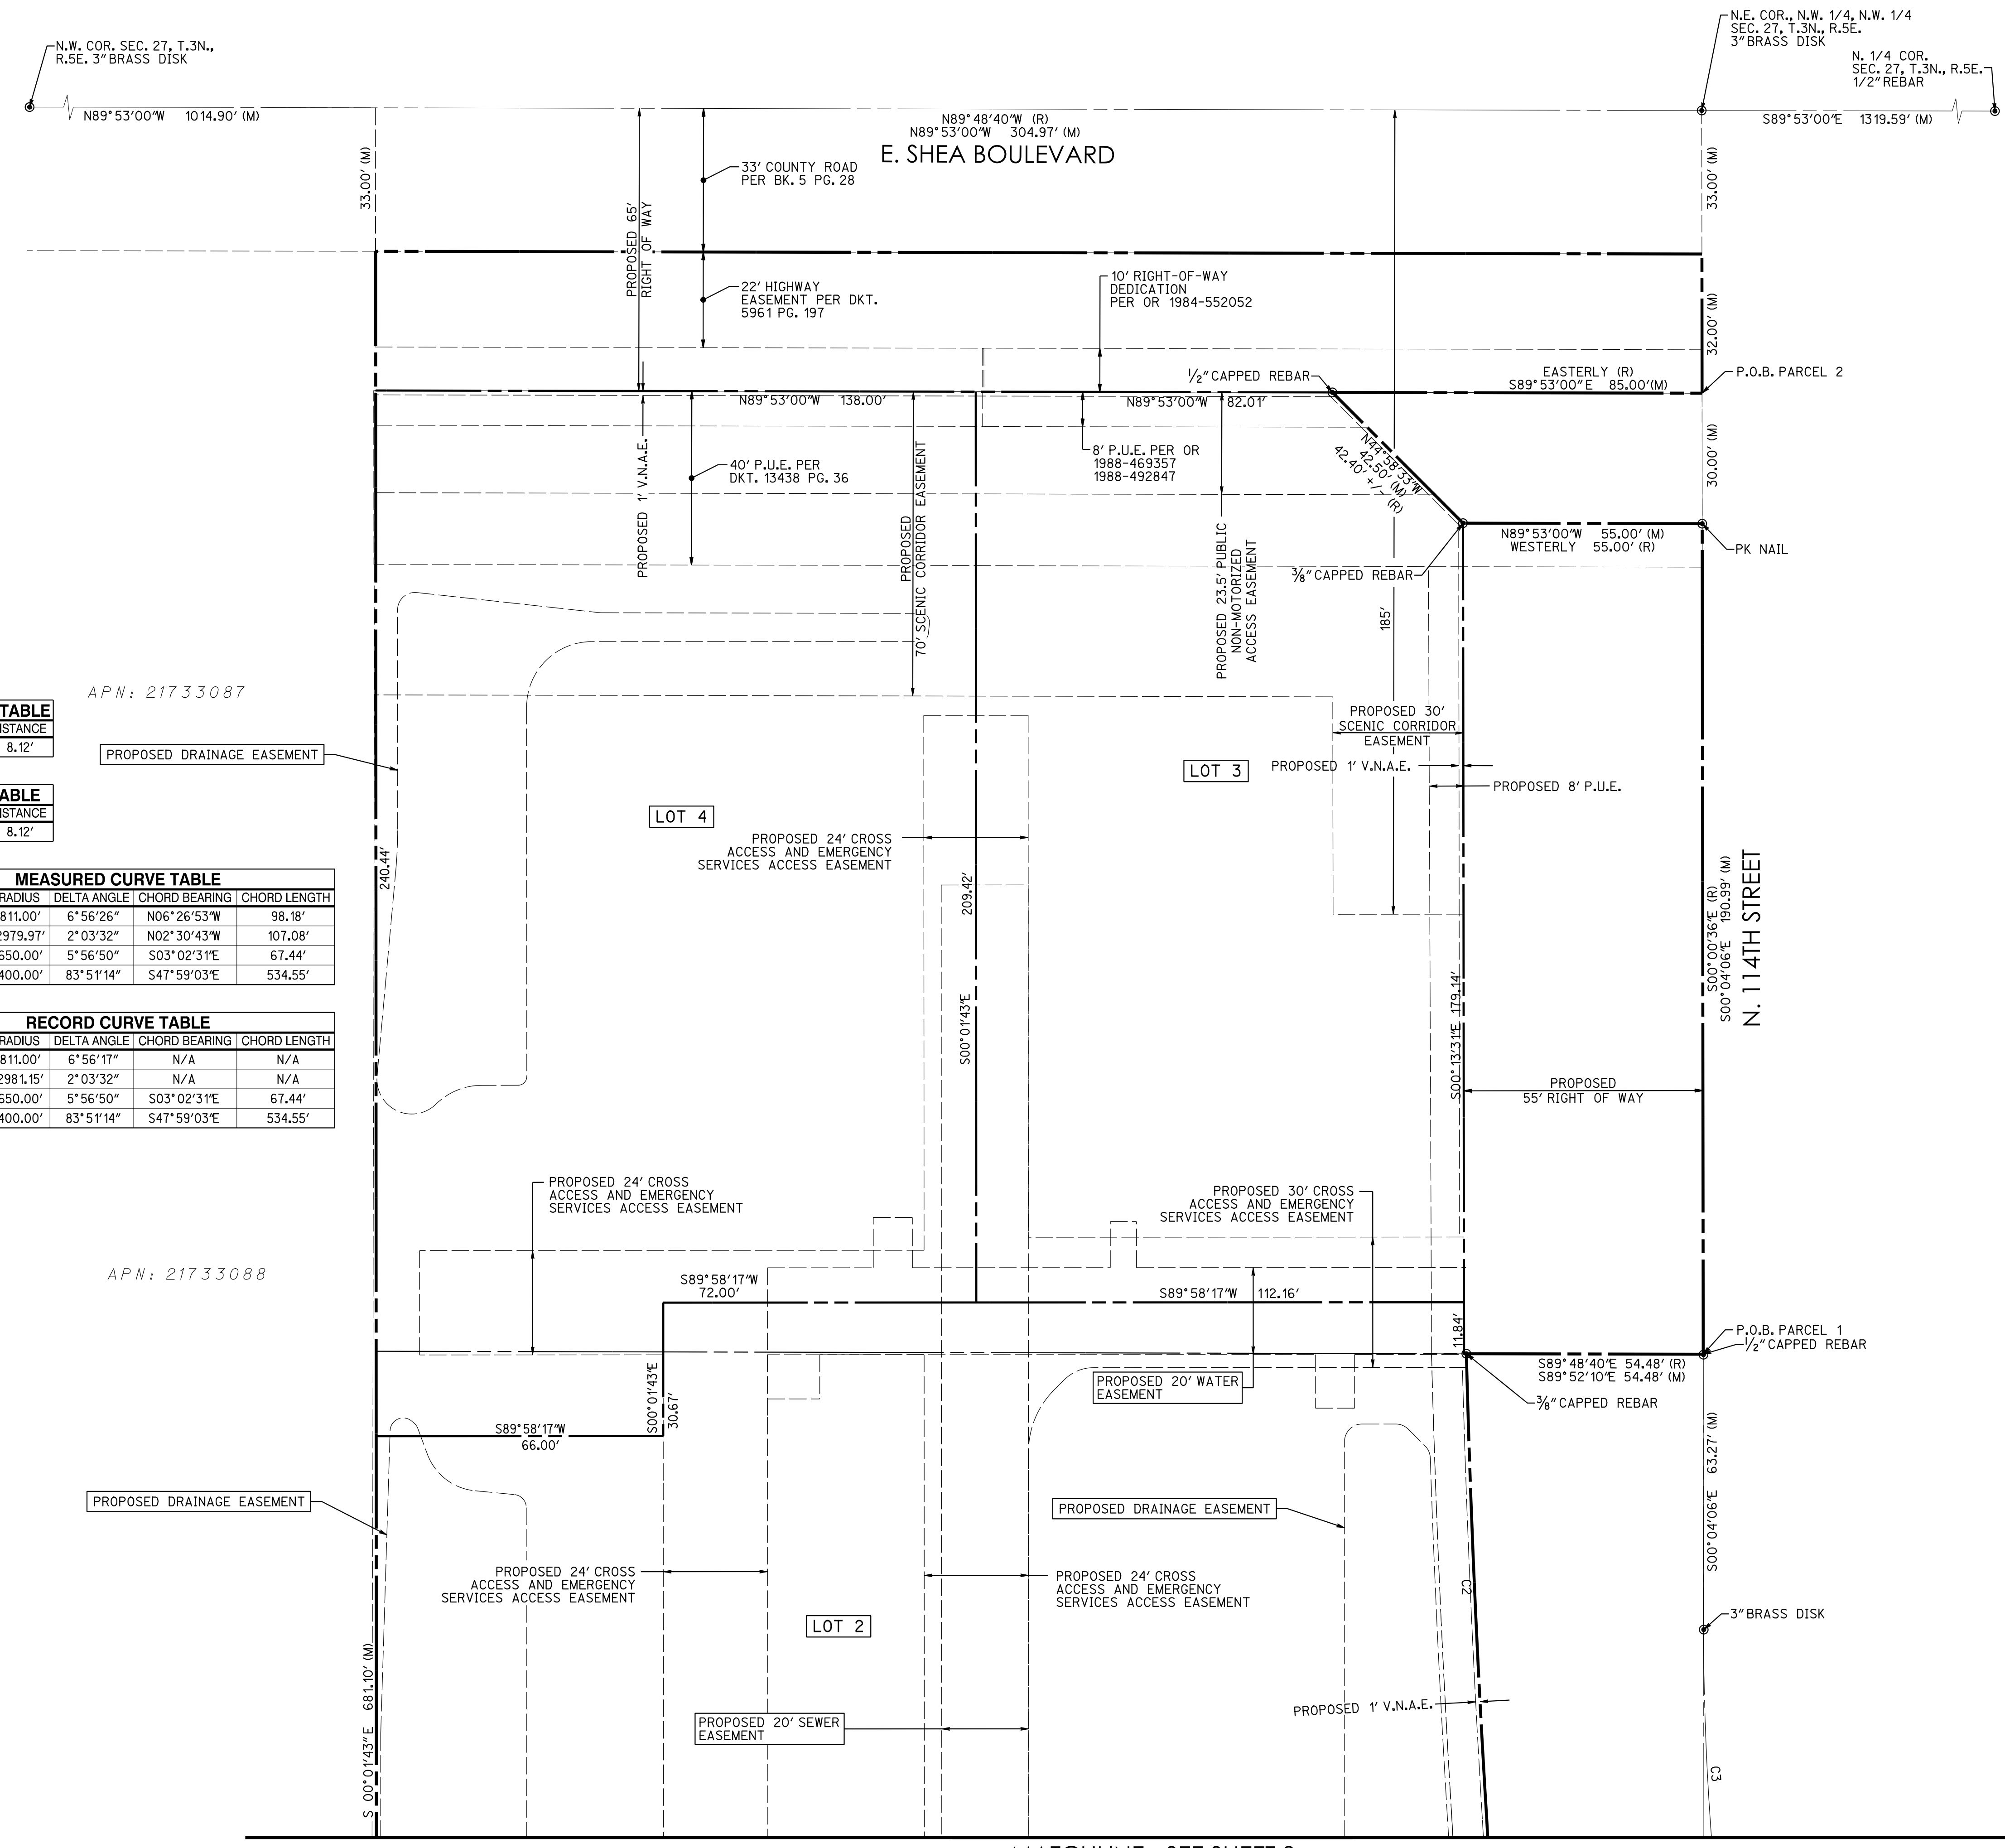 N.W. COR. SEC. 27, T.3N.,
R.5E. 3" BRASS DISK
N.E. COR., N.W. 1/4, N.W. 1/4
SEC. 27, T.3N., R.5E.
3" BRASS DISK
N. 1/4 COR.
SEC. 27, T.3N., R.5E.
1/2" REBAR
N89°53'00"W 1014.90' (M)
N89°48'40"W (R)
N89°53'00"W 304.97' (M)
E. SHEA BOULEVARD
S89°53'00"E 1319.59' (M)
33.00' (M)
33' COUNTY ROAD
PER BK. 5 PG. 28
33.00' (M)
PROPOSED 65'
RIGHT OF WAY
22' HIGHWAY
EASEMENT PER DKT.
5961 PG. 197
10' RIGHT-OF-WAY
DEDICATION
PER OR 1984-552052
32.00' (M)
1/2" CAPPED REBAR
EASTERLY (R)
S89°53'00"E 85.00'(M)
P.O.B. PARCEL 2
N89°53'00"W 138.00'
N89°53'00"W 82.01'
PROPOSED 1' V.N.A.E.
40' P.U.E. PER
DKT. 13438 PG. 36
PROPOSED
70' SCENIC CORRIDOR EASEMENT
8' P.U.E. PER OR
1988-469357
1988-492847
N44°58'33"W
42.50' (M)
42.40' +/- (R)
30.00' (M)
N89°53'00"W 55.00' (M)
WESTERLY 55.00' (R)
PK NAIL
3/8" CAPPED REBAR
PROPOSED 23.5' PUBLIC
NON-MOTORIZED
ACCESS EASEMENT
185'
APN: 21733087
TABLE
ISTANCE
8.12'
PROPOSED DRAINAGE EASEMENT
ABLE
ISTANCE
8.12'
PROPOSED 30'
SCENIC CORRIDOR
EASEMENT
LOT 3
PROPOSED 1' V.N.A.E.
PROPOSED 8' P.U.E.
LOT 4
PROPOSED 24' CROSS
ACCESS AND EMERGENCY
SERVICES ACCESS EASEMENT
240.44'
209.42'
S00°01'43"E
S00°13'31"E 179.14'
S00°00'36"E (R)
S00°04'06"E 190.99' (M)
N. 114TH STREET
MEASURED CURVE TABLE
RADIUS DELTA ANGLE CHORD BEARING CHORD LENGTH
811.00' 6°56'26" N06°26'53"W 98.18'
2979.97' 2°03'32" N02°30'43"W 107.08'
650.00' 5°56'50" S03°02'31"E 67.44'
400.00' 83°51'14" S47°59'03"E 534.55'
RECORD CURVE TABLE
RADIUS DELTA ANGLE CHORD BEARING CHORD LENGTH
811.00' 6°56'17" N/A N/A
2981.15' 2°03'32" N/A N/A
650.00' 5°56'50" S03°02'31"E 67.44'
400.00' 83°51'14" S47°59'03"E 534.55'
PROPOSED
55' RIGHT OF WAY
PROPOSED 24' CROSS
ACCESS AND EMERGENCY
SERVICES ACCESS EASEMENT
PROPOSED 30' CROSS
ACCESS AND EMERGENCY
SERVICES ACCESS EASEMENT
APN: 21733088
S89°58'17"W
72.00'
S89°58'17"W 112.16'
11.84'
P.O.B. PARCEL 1
1/2" CAPPED REBAR
S89°48'40"E 54.48' (R)
S89°52'10"E 54.48' (M)
3/8" CAPPED REBAR
PROPOSED 20' WATER
EASEMENT
S00°01'43"E
30.67'
S89°58'17"W
66.00'
S00°04'06"E 63.27' (M)
PROPOSED DRAINAGE EASEMENT
PROPOSED DRAINAGE EASEMENT
PROPOSED 24' CROSS
ACCESS AND EMERGENCY
SERVICES ACCESS EASEMENT
PROPOSED 24' CROSS
ACCESS AND EMERGENCY
SERVICES ACCESS EASEMENT
C2
3" BRASS DISK
LOT 2
S 00°01'43"E 681.10' (M)
PROPOSED 1' V.N.A.E.
PROPOSED 20' SEWER
EASEMENT
C3